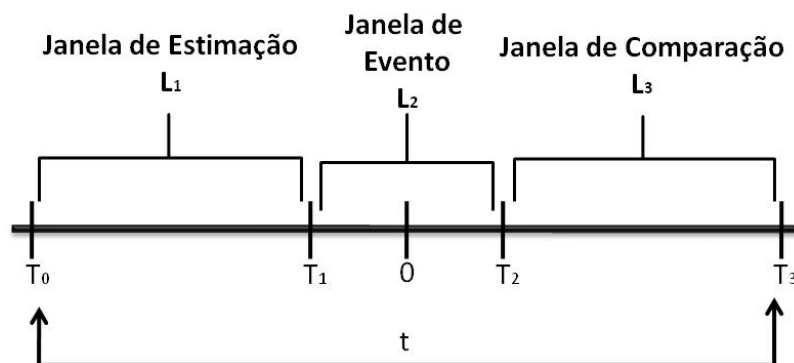 Janela de Estimação
L1
Janela de
Evento
L2
Janela de Comparação
L3
T0
T1
0
T2
T3
t